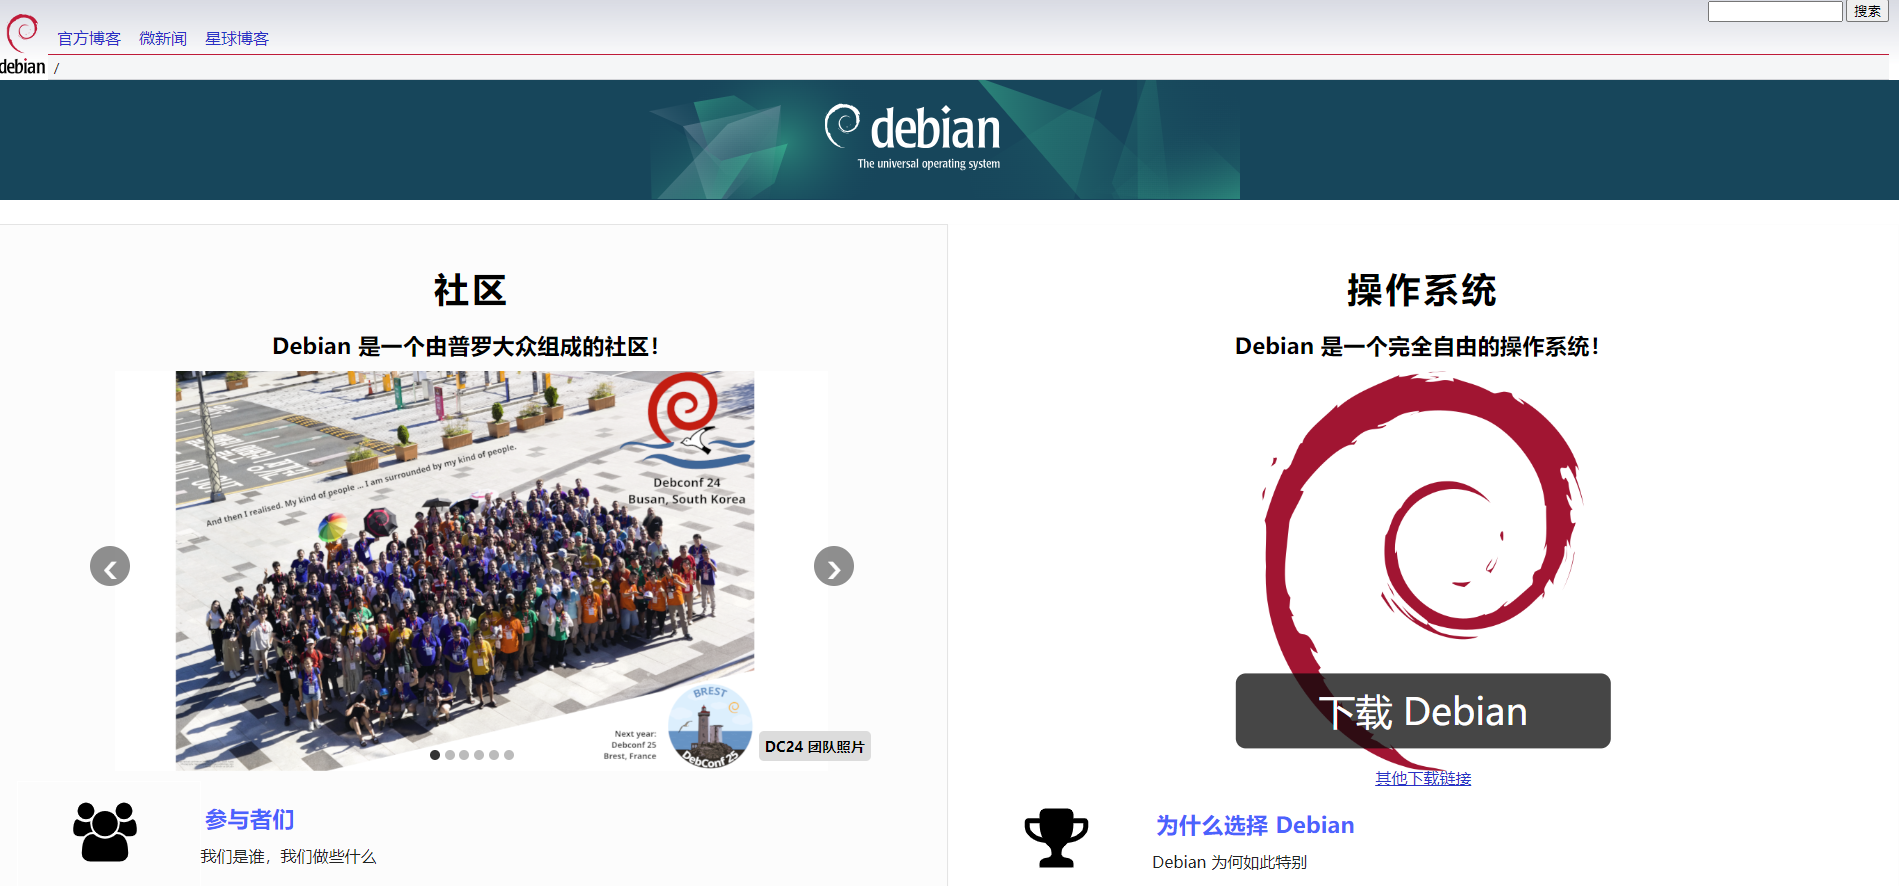 搜索
官方博客 微新闻 星球博客
debian /
debian
The universal operating system
社区
Debian 是一个由普罗大众组成的社区！
And then I realised. My kind of people ... I am surrounded by my kind of people.
Debconf 24
Busan, South Korea
Next year:
Debconf 25
Brest, France
BREST
DebConf 25
DC24 团队照片
参与者们
我们是谁，我们做些什么
操作系统
Debian 是一个完全自由的操作系统！
下载 Debian
其他下载链接
为什么选择 Debian
Debian 为何如此特别